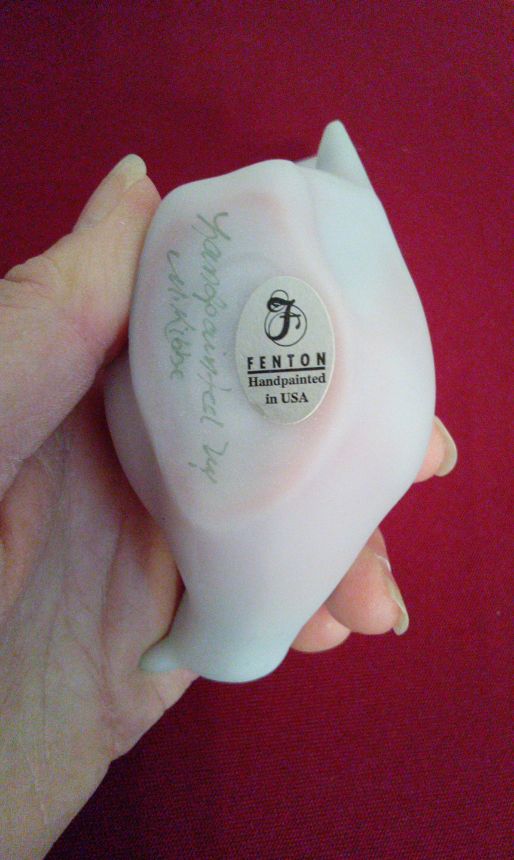 F
FENTON
Handpainted
in USA
Handpainted by
M Kibbe